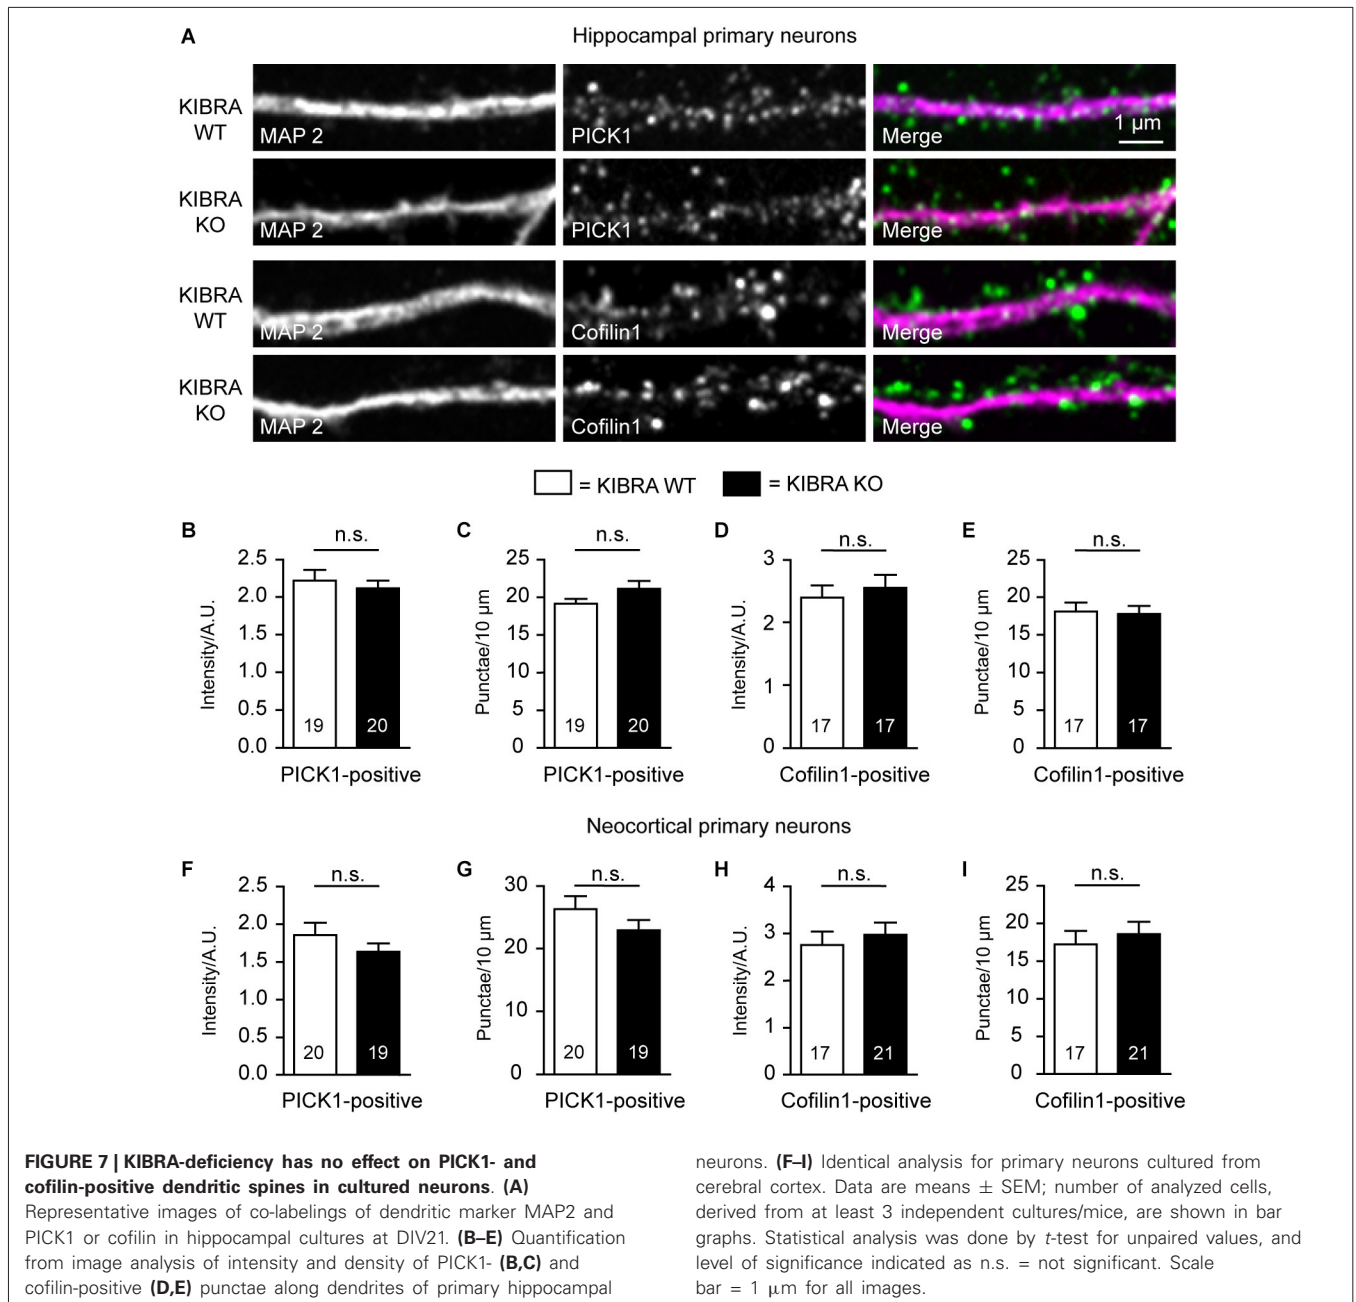 A
Hippocampal primary neurons
KIBRA
WT
MAP 2
PICK1
Merge
1 μm
KIBRA
KO
MAP 2
PICK1
Merge
KIBRA
WT
MAP 2
Cofilin1
Merge
KIBRA
KO
MAP 2
Cofilin1
Merge
= KIBRA WT
= KIBRA KO
B
n.s.
Intensity/A.U.
2.5
2.0
1.5
1.0
0.5
0.0
19
20
PICK1-positive
C
n.s.
Punctae/10 μm
25
20
15
10
5
0
19
20
PICK1-positive
D
n.s.
Intensity/A.U.
3
2
1
0
17
17
Cofilin1-positive
E
n.s.
Punctae/10 μm
25
20
15
10
5
0
17
17
Cofilin1-positive
Neocortical primary neurons
F
n.s.
Intensity/A.U.
2.5
2.0
1.5
1.0
0.5
0.0
20
19
PICK1-positive
G
n.s.
Punctae/10 μm
30
20
10
0
20
19
PICK1-positive
H
n.s.
Intensity/A.U.
4
3
2
1
0
17
21
Cofilin1-positive
I
n.s.
Punctae/10 μm
25
20
15
10
5
0
17
21
Cofilin1-positive
FIGURE 7 | KIBRA-deficiency has no effect on PICK1- and
cofilin-positive dendritic spines in cultured neurons. (A)
Representative images of co-labelings of dendritic marker MAP2 and
PICK1 or cofilin in hippocampal cultures at DIV21. (B–E) Quantification
from image analysis of intensity and density of PICK1- (B,C) and
cofilin-positive (D,E) punctae along dendrites of primary hippocampal
neurons. (F–I) Identical analysis for primary neurons cultured from
cerebral cortex. Data are means ± SEM; number of analyzed cells,
derived from at least 3 independent cultures/mice, are shown in bar
graphs. Statistical analysis was done by t-test for unpaired values, and
level of significance indicated as n.s. = not significant. Scale
bar = 1 μm for all images.